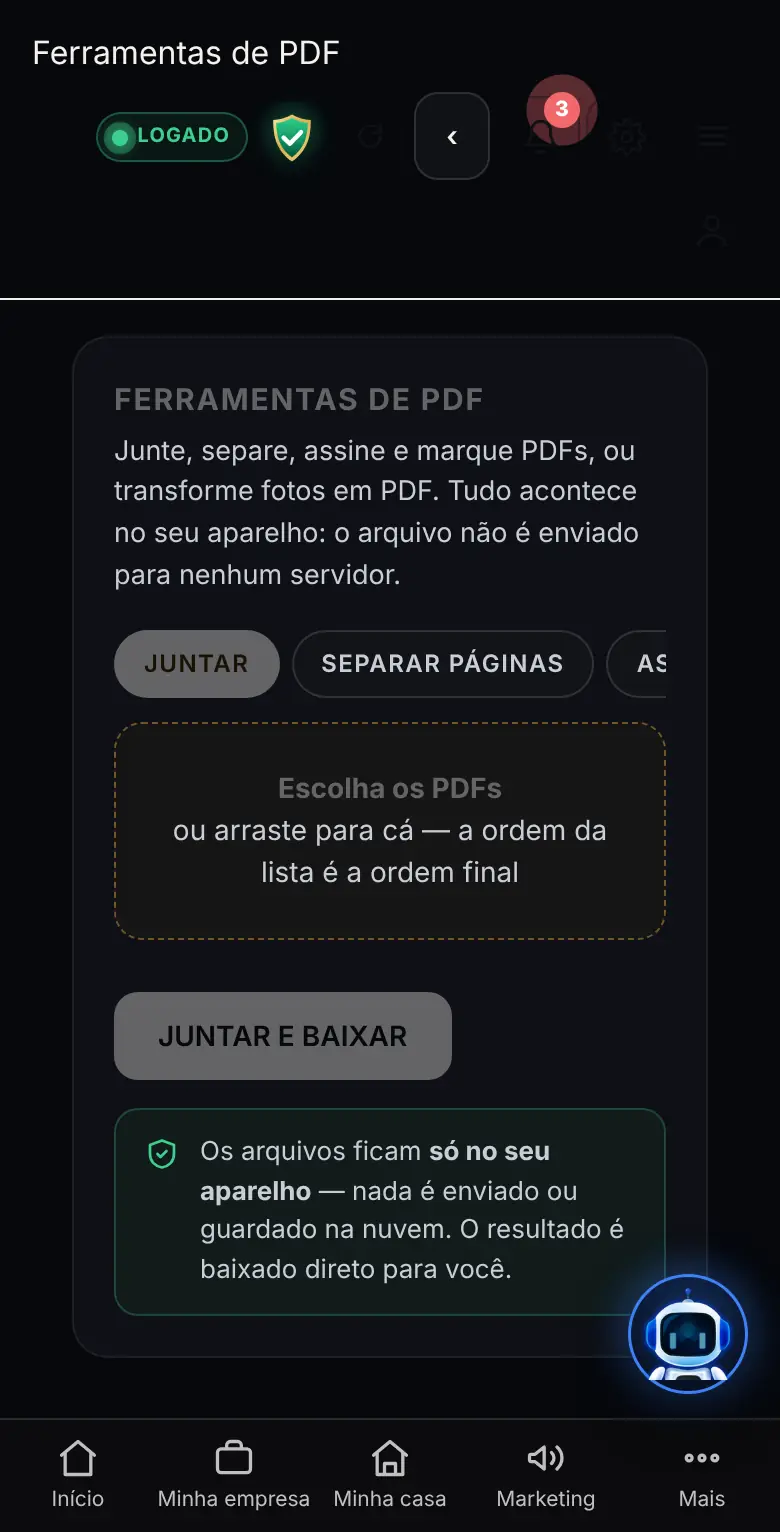 Ferramentas de PDF
LOGADO
3
FERRAMENTAS DE PDF
Junte, separe, assine e marque PDFs, ou
transforme fotos em PDF. Tudo acontece
no seu aparelho: o arquivo não é enviado
para nenhum servidor.
JUNTAR
SEPARAR PÁGINAS
AS
Escolha os PDFs
ou arraste para cá — a ordem da
lista é a ordem final
JUNTAR E BAIXAR
Os arquivos ficam só no seu
aparelho — nada é enviado ou
guardado na nuvem. O resultado é
baixado direto para você.
Início
Minha empresa
Minha casa
Marketing
Mais